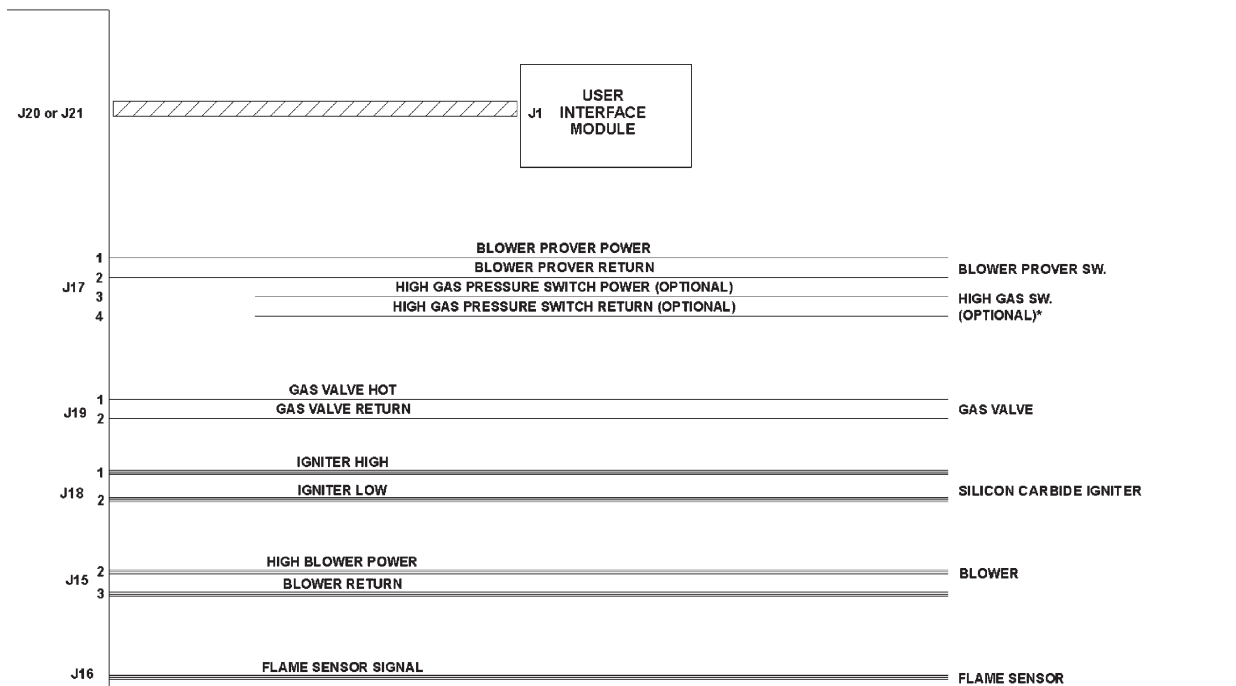 J20 or J21
J1
USER
INTERFACE
MODULE
J17
1
BLOWER PROVER POWER
2
BLOWER PROVER RETURN
BLOWER PROVER SW.
3
HIGH GAS PRESSURE SWITCH POWER (OPTIONAL)
4
HIGH GAS PRESSURE SWITCH RETURN (OPTIONAL)
HIGH GAS SW.
(OPTIONAL)*
J19
1
GAS VALVE HOT
2
GAS VALVE RETURN
GAS VALVE
J18
1
IGNITER HIGH
2
IGNITER LOW
SILICON CARBIDE IGNITER
J15
2
HIGH BLOWER POWER
3
BLOWER RETURN
BLOWER
J16
FLAME SENSOR SIGNAL
FLAME SENSOR